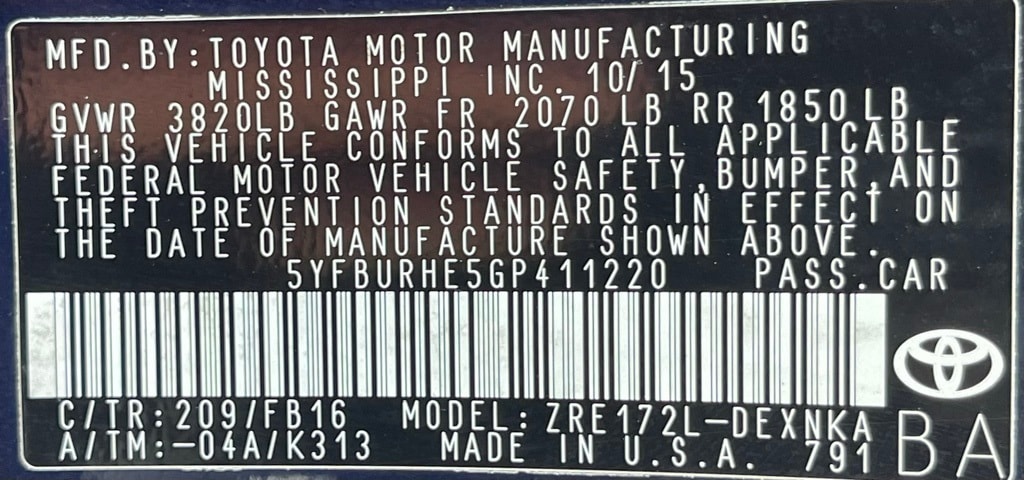 MFD.BY:TOYOTA MOTOR MANUFACTURING
MISSISSIPPI INC. 10/15
GVWR 3820LB GAWR FR 2070LB RR 1850LB
THIS VEHICLE CONFORMS TO ALL APPLICABLE
FEDERAL MOTOR VEHICLE SAFETY,BUMPER,AND
THEFT PREVENTION STANDARDS IN EFFECT ON
THE DATE OF MANUFACTURE SHOWN ABOVE.
5YFBURHE5GP411220 PASS.CAR
C/TR:209/FB16 MODEL:ZRE172L-DEXNKA
A/TM:-04A/K313 MADE IN U.S.A. 791
BA